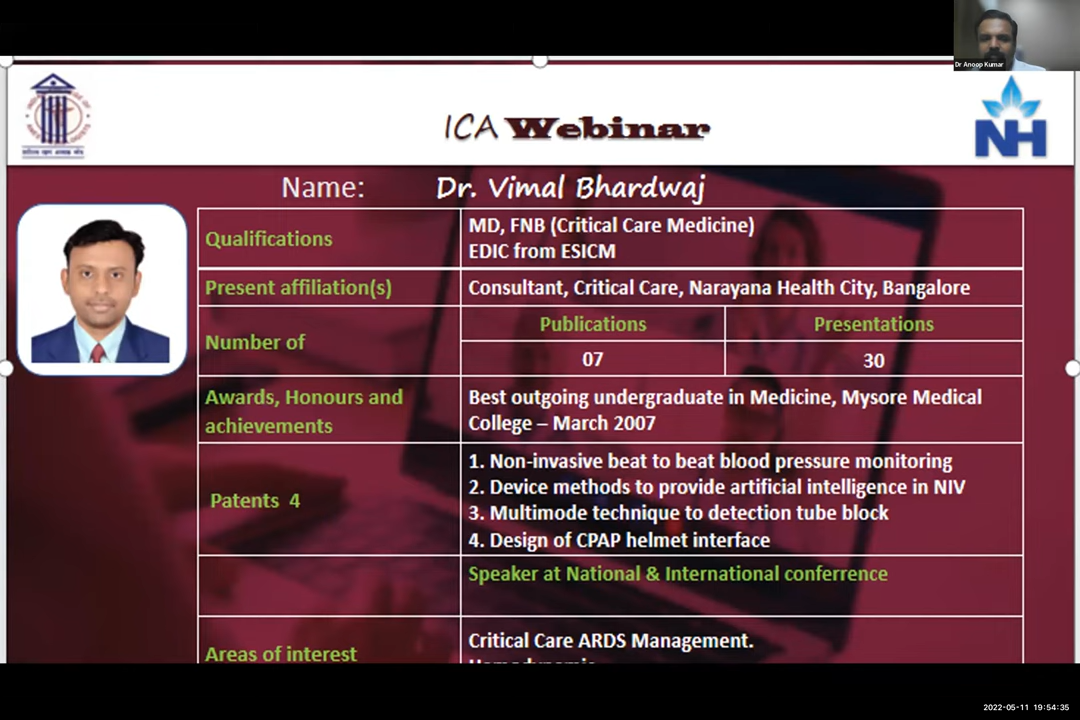 Dr Anoop Kumar
ICA Webinar
NH
Name: Dr. Vimal Bhardwaj
Qualifications
MD, FNB (Critical Care Medicine)
EDIC from ESICM
Present affiliation(s)
Consultant, Critical Care, Narayana Health City, Bangalore
Number of
Publications
Presentations
07
30
Awards, Honours and
achievements
Best outgoing undergraduate in Medicine, Mysore Medical
College – March 2007
Patents 4
1. Non-invasive beat to beat blood pressure monitoring
2. Device methods to provide artificial intelligence in NIV
3. Multimode technique to detection tube block
4. Design of CPAP helmet interface
Speaker at National & International conferrence
Areas of interest
Critical Care ARDS Management.
2022-05-11 19:54:35